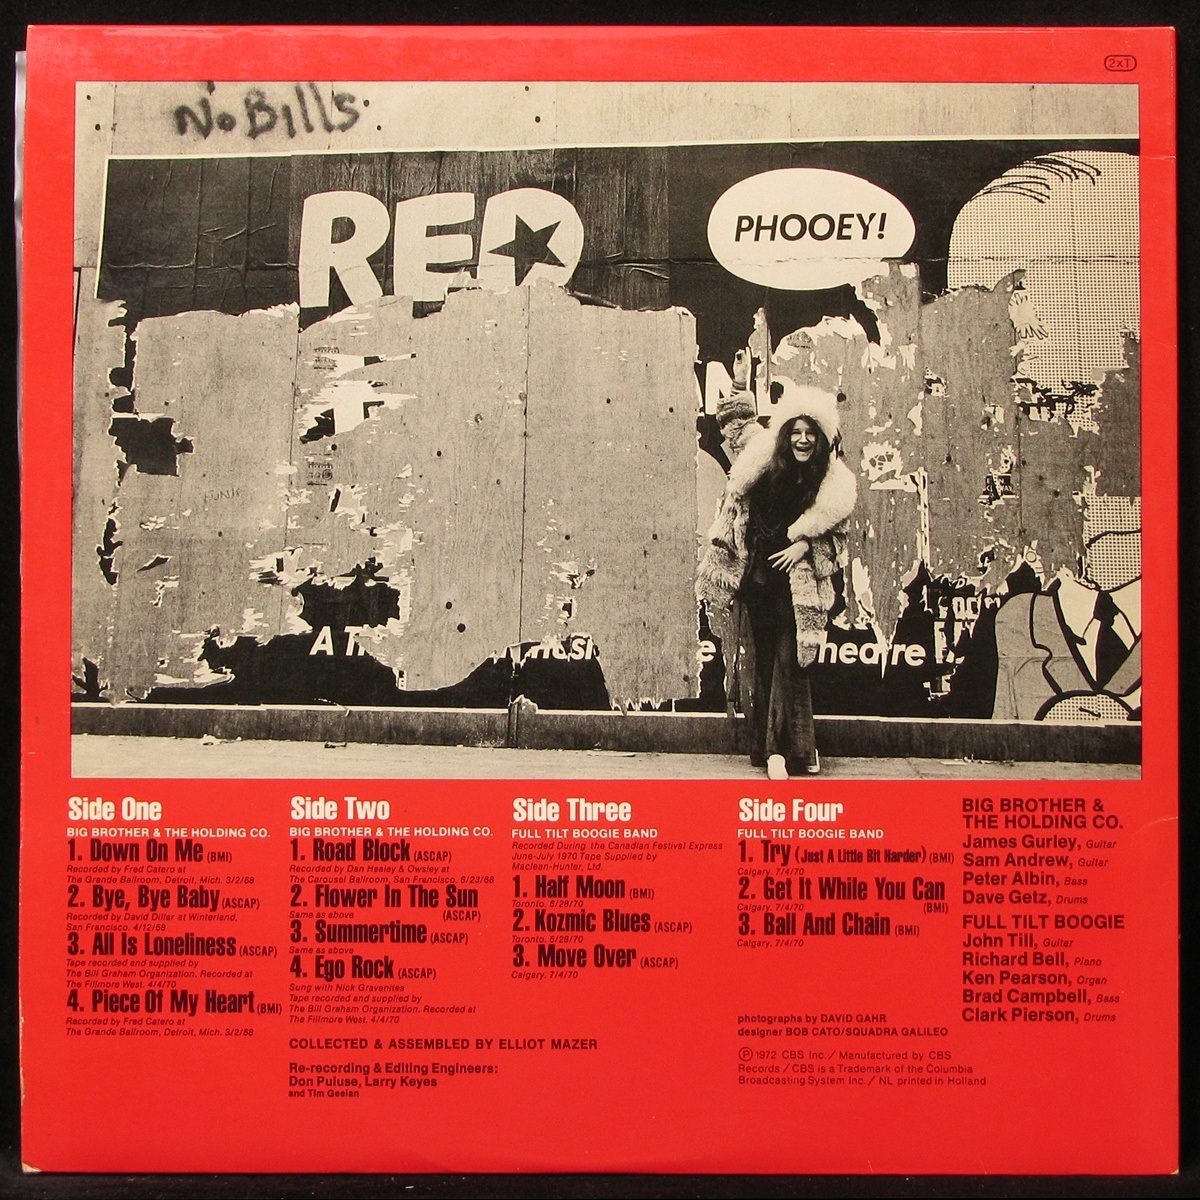 2xT
No Bills
RED
PHOOEY!
Side One
BIG BROTHER & THE HOLDING CO.
1. Down On Me (BMI)
Recorded by Fred Catero at
The Grande Ballroom, Detroit, Mich. 3/2/68
2. Bye, Bye Baby (ASCAP)
Recorded by David Dillar at Winterland,
San Francisco. 4/12/68
3. All Is Loneliness (ASCAP)
Tape recorded and supplied by
The Bill Graham Organization. Recorded at
The Fillmore West. 4/4/70
4. Piece Of My Heart (BMI)
Recorded by Fred Catero at
The Grande Ballroom, Detroit, Mich. 3/2/68
Side Two
BIG BROTHER & THE HOLDING CO.
1. Road Block (ASCAP)
Recorded by Dan Healey & Owsley at
The Carousel Ballroom, San Francisco. 6/23/68
2. Flower In The Sun
Same as above (ASCAP)
3. Summertime (ASCAP)
Same as above
4. Ego Rock (ASCAP)
Sung with Nick Gravenites
Tape recorded and supplied by
The Bill Graham Organization. Recorded at
The Fillmore West. 4/4/70
Side Three
FULL TILT BOOGIE BAND
Recorded During the Canadian Festival Express
June-July 1970 Tape Supplied by
Maclean-Hunter, Ltd.
1. Half Moon (BMI)
Toronto. 6/28/70
2. Kozmic Blues (ASCAP)
Toronto. 6/28/70
3. Move Over (ASCAP)
Calgary. 7/4/70
Side Four
FULL TILT BOOGIE BAND
1. Try (Just A Little Bit Harder) (BMI)
Calgary. 7/4/70
2. Get It While You Can
Calgary. 7/4/70 (BMI)
3. Ball And Chain (BMI)
Calgary. 7/4/70
BIG BROTHER &
THE HOLDING CO.
James Gurley, Guitar
Sam Andrew, Guitar
Peter Albin, Bass
Dave Getz, Drums
FULL TILT BOOGIE
John Till, Guitar
Richard Bell, Piano
Ken Pearson, Organ
Brad Campbell, Bass
Clark Pierson, Drums
COLLECTED & ASSEMBLED BY ELLIOT MAZER
Re-recording & Editing Engineers:
Don Puluse, Larry Keyes
and Tim Geelan
photographs by DAVID GAHR
designer BOB CATO/SQUADRA GALILEO
Ⓟ 1972 CBS Inc. / Manufactured by CBS
Records / CBS is a Trademark of the Columbia
Broadcasting System Inc. / NL printed in Holland